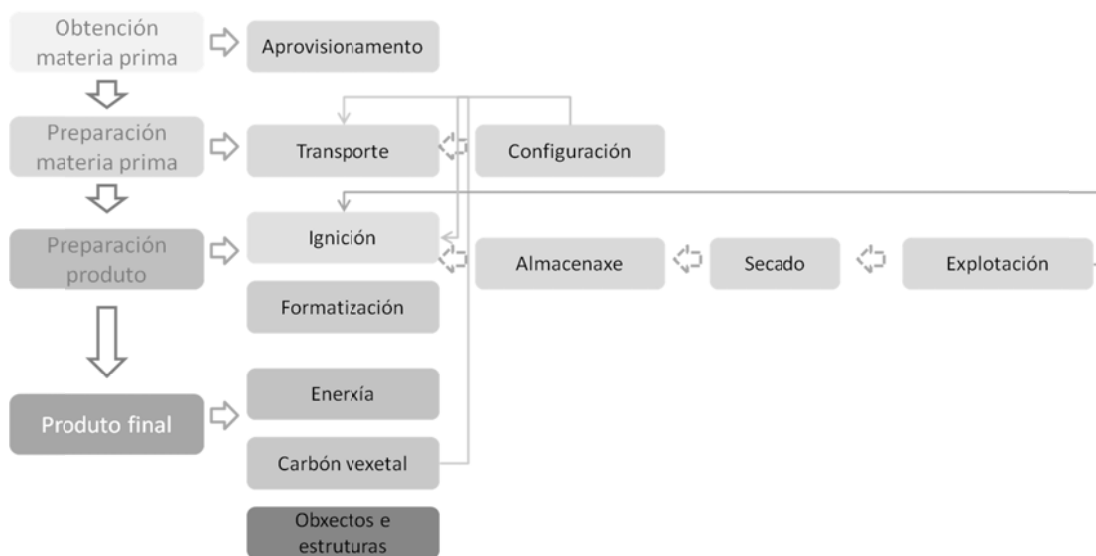 Obtención
materia prima
Aprovisionamento
Preparación
materia prima
Transporte
Configuración
Preparación
produto
Ignición
Almacenaxe
Secado
Explotación
Formatización
Produto final
Enerxía
Carbón vexetal
Obxectos e
estruturas